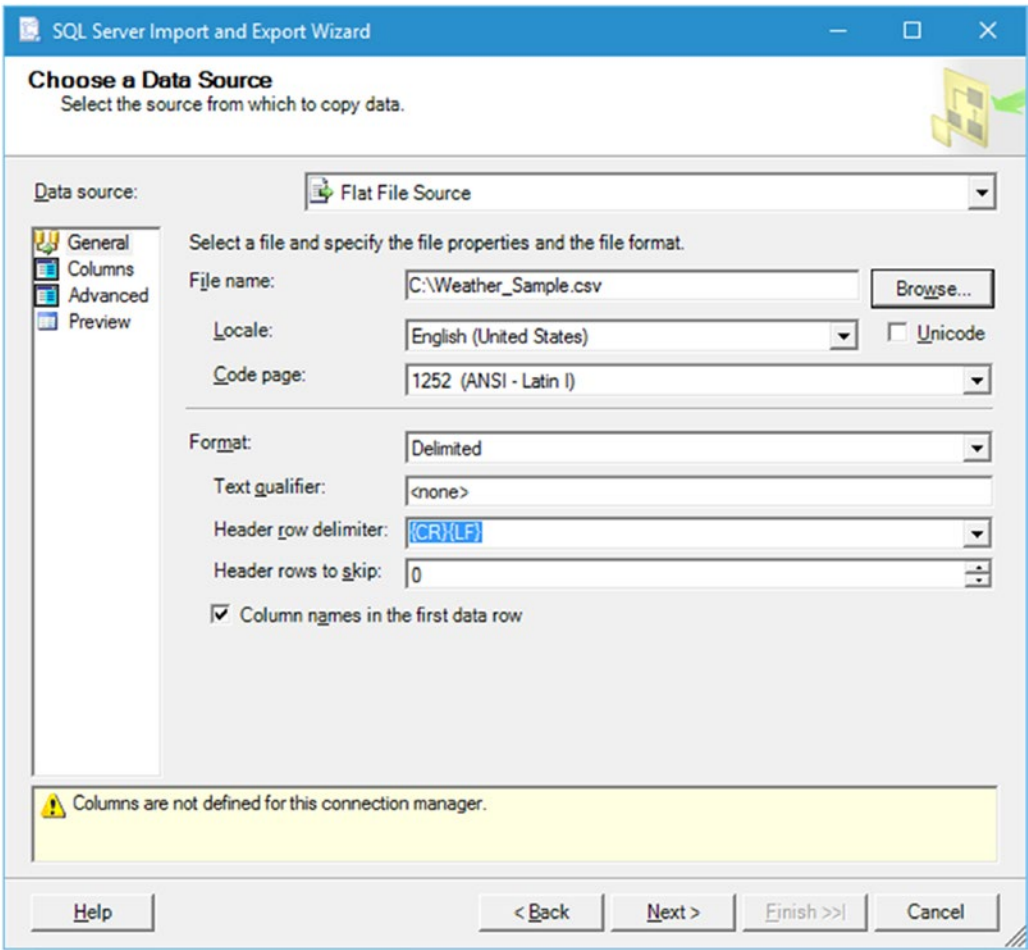 SQL Server Import and Export Wizard
Choose a Data Source
Select the source from which to copy data.
Data source:
Flat File Source
General
Columns
Advanced
Preview
Select a file and specify the file properties and the file format.
File name:
C:\Weather_Sample.csv
Browse...
Locale:
English (United States)
Unicode
Code page:
1252 (ANSI - Latin I)
Format:
Delimited
Text qualifier:
<none>
Header row delimiter:
{CR}{LF}
Header rows to skip:
0
Column names in the first data row
Columns are not defined for this connection manager.
Help
< Back
Next >
Finish >>|
Cancel